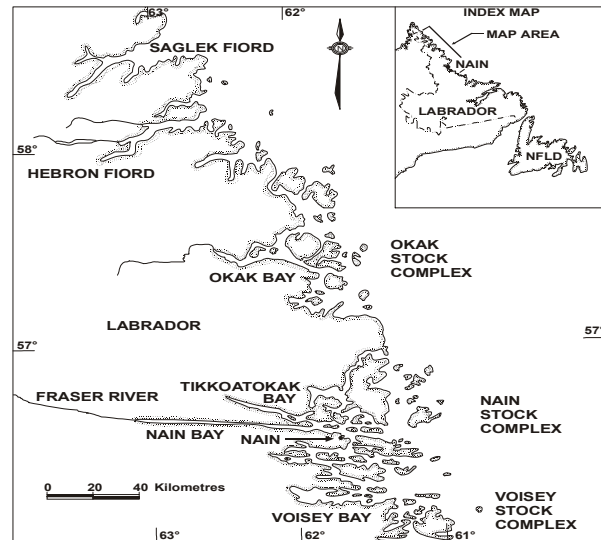 63°
62°
SAGLEK FIORD
N
INDEX MAP
MAP AREA
NAIN
LABRADOR
NFLD
58°
HEBRON FIORD
OKAK
STOCK
COMPLEX
OKAK BAY
LABRADOR
57°
57°
TIKKOATOKAK
BAY
FRASER RIVER
NAIN BAY
NAIN
NAIN
STOCK
COMPLEX
0 20 40 Kilometres
VOISEY BAY
VOISEY
STOCK
COMPLEX
63°
62°
61°